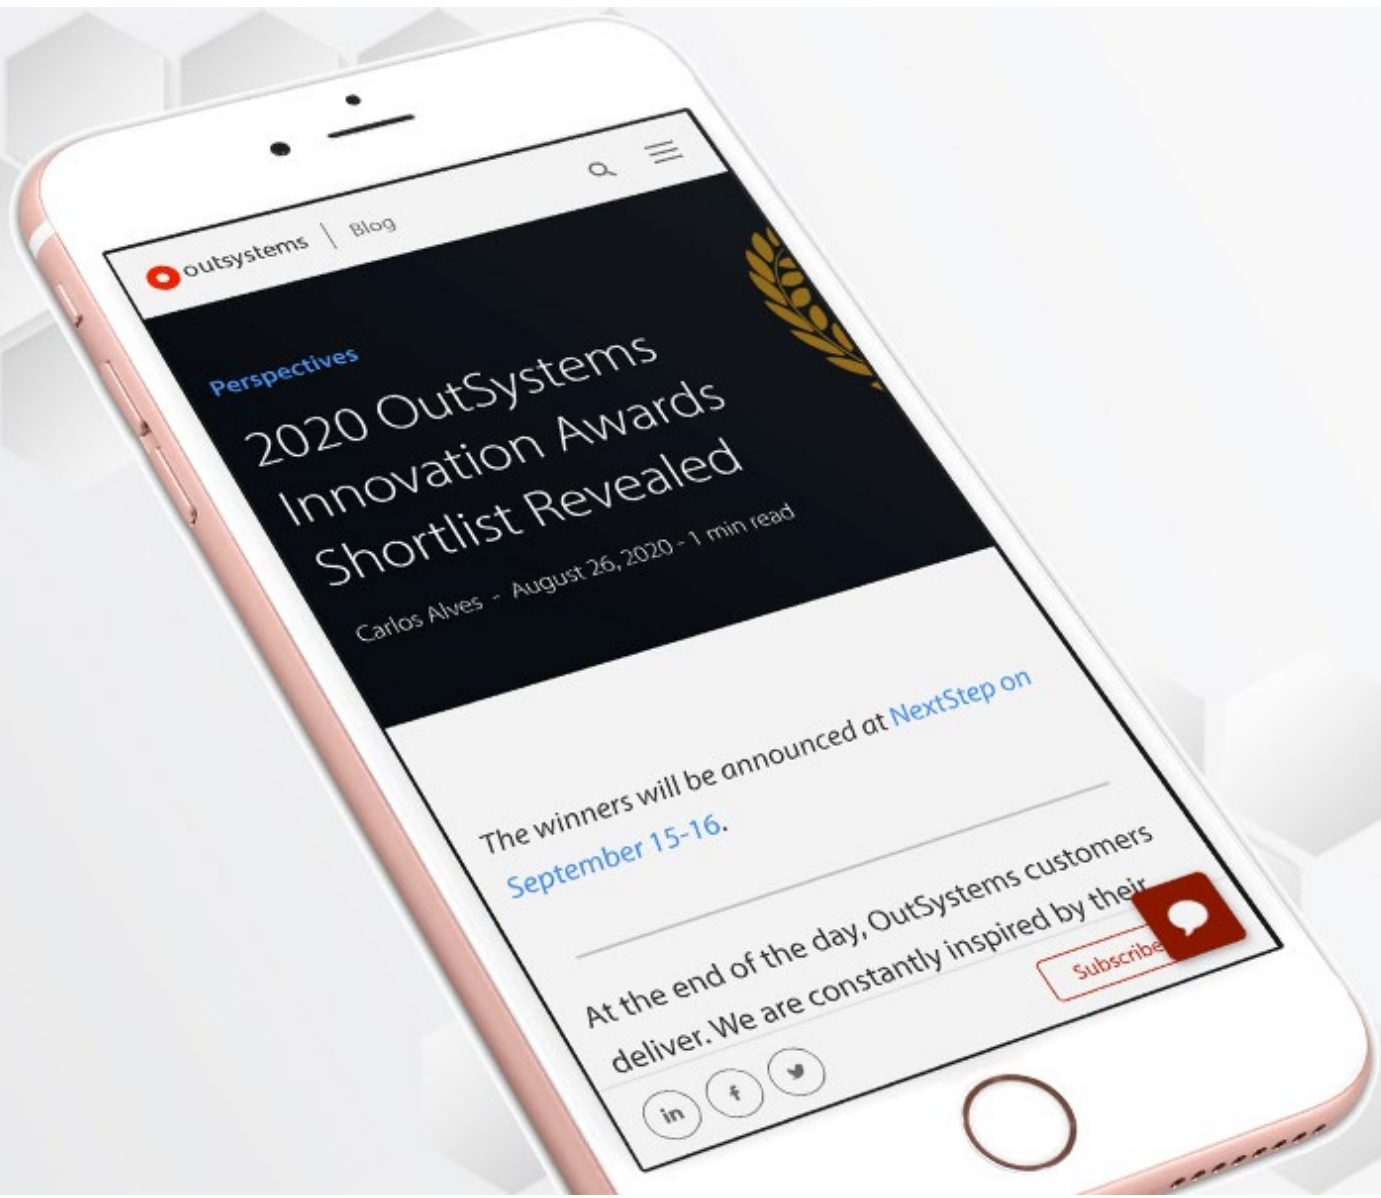 outsystems | Blog
Perspectives
2020 OutSystems
Innovation Awards
Shortlist Revealed
Carlos Alves - August 26, 2020 - 1 min read
The winners will be announced at NextStep on
September 15-16.
At the end of the day, OutSystems customers
deliver. We are constantly inspired by their
Subscribe
in f